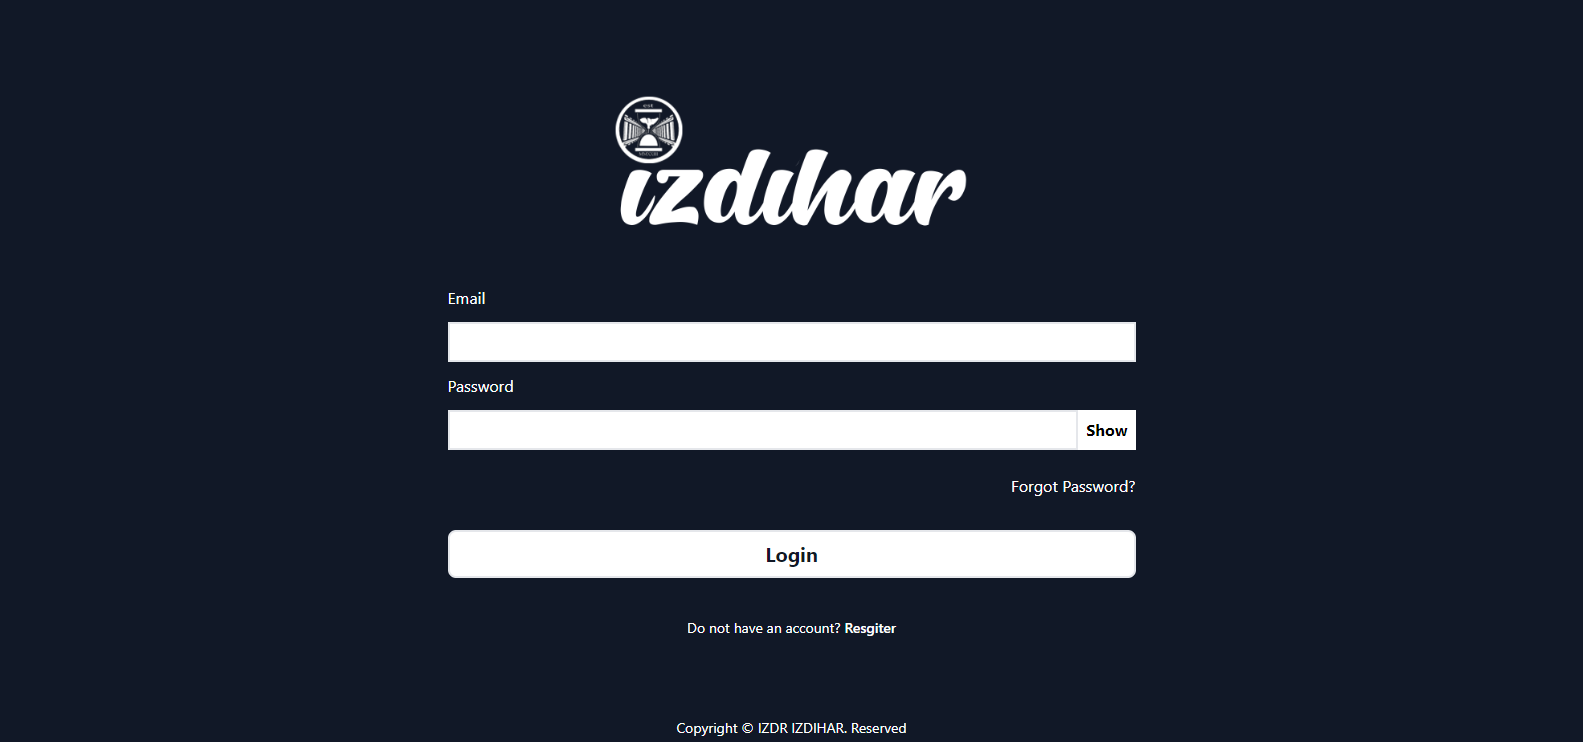 izdihar
Email
Password
Show
Forgot Password?
Login
Do not have an account? Resgiter
Copyright © IZDR IZDIHAR. Reserved